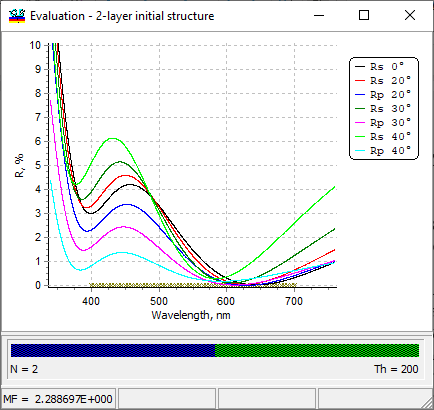 Evaluation - 2-layer initial structure
10
9
8
7
6
5
4
3
2
1
0
R, %
400
500
600
700
Wavelength, nm
Rs 0°
Rs 20°
Rp 20°
Rs 30°
Rp 30°
Rs 40°
Rp 40°
N = 2
Th = 200
MF = 2.288697E+000